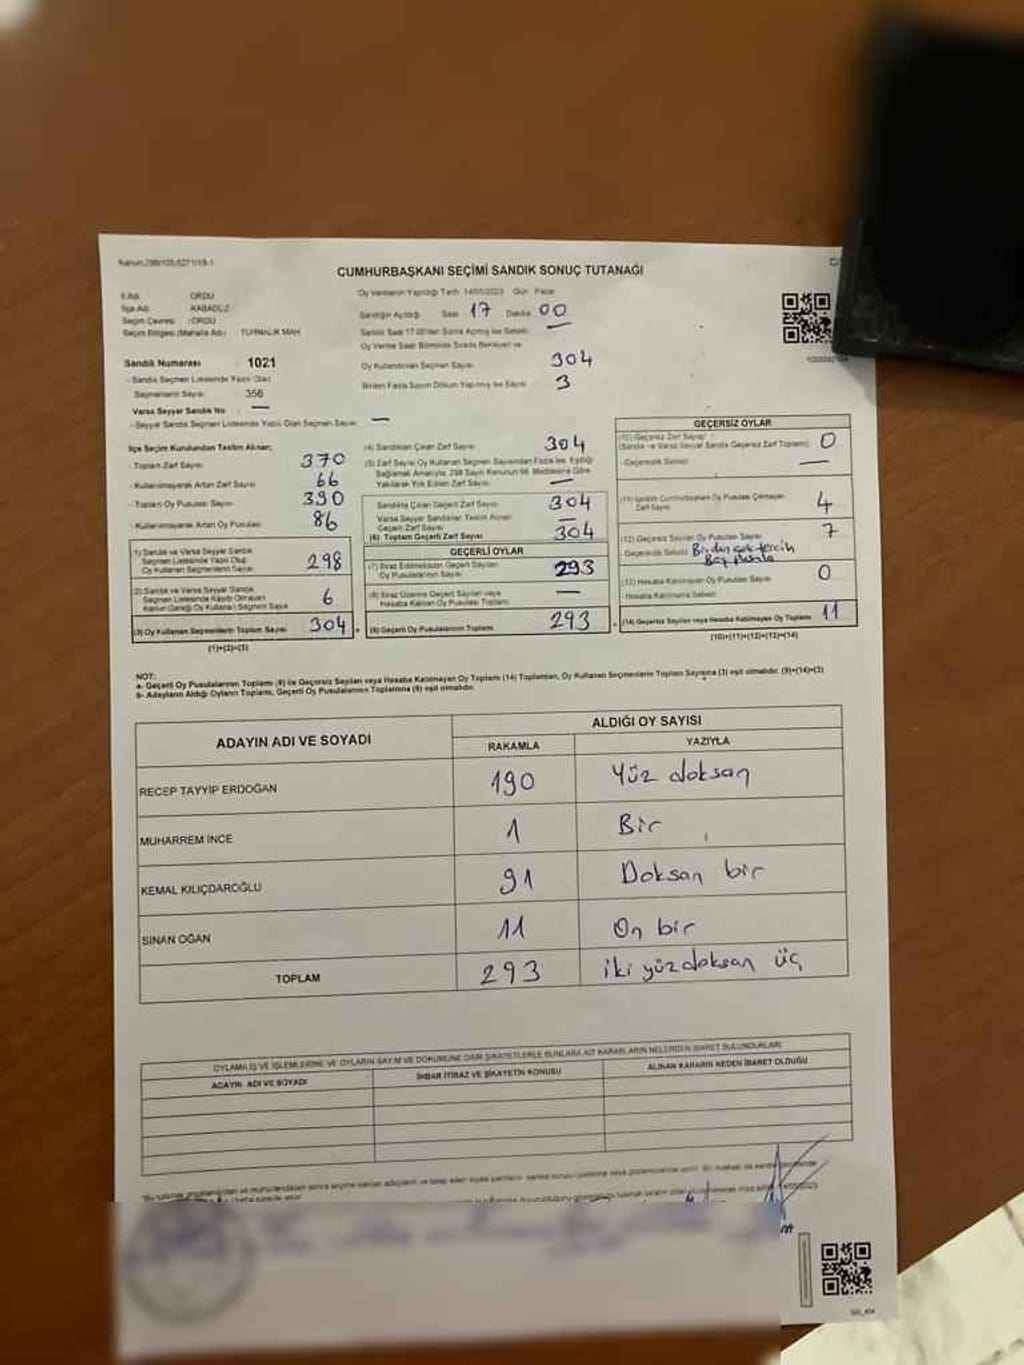 Kanun:298/105,6271/19-1
CUMHURBAŞKANI SEÇİMİ SANDIK SONUÇ TUTANAĞI
İl Adı ORDU
İlçe Adı KABADÜZ
Seçim Çevresi :ORDU
Seçim Bölgesi (Mahalle Adı)
Oy Vermenin Yapıldığı Tarih 14/05/2023 Gün: Pazar
Sandığın Açıldığı Saat 17 Dakika 00
Sandık Saat 17.00'den Sonra Açılmış İse Sebebi
Oy Verme Saati Bitiminde Sırada Bekleyen ve
Oy Kullandırılan Seçmen Sayısı 304
Birden Fazla Sayım Döküm Yapılmış İse Sayısı 3
Sandık Numarası 1021
- Sandık Seçmen Listesinde Yazılı Olan
Seçmenlerin Sayısı 356
Varsa Seyyar Sandık No : —
- Seyyar Sandık Seçmen Listesinde Yazılı Olan Seçmen Sayısı —
İlçe Seçim Kurulundan Teslim Alınan;
- Toplam Zarf Sayısı 370
- Kullanılmayarak Artan Zarf Sayısı 66
- Toplam Oy Pusulası Sayısı 390
- Kullanılmayarak Artan Oy Pusulası 86
1) Sandık ve Varsa Seyyar Sandık
Seçmen Listesinde Yazılı Olup
Oy Kullanan Seçmenlerin Sayısı 298
2) Sandık ve Varsa Seyyar Sandık
Seçmen Listesinde Kaydı Olmayan
Kanun Gereği Oy Kullanan Seçmen Sayısı 6
(3) Oy Kullanan Seçmenlerin Toplam Sayısı 304
(1)+(2)=(3)
(4) Sandıktan Çıkan Zarf Sayısı 304
(5) Zarf Sayısı Oy Kullanan Seçmen Sayısından Fazla ise, Eşitliği
Sağlamak Amacıyla, 298 Sayılı Kanunun 98. Maddesine Göre
Yakılarak Yok Edilen Zarf Sayısı —
Sandıkta Çıkan Geçerli Zarf Sayısı 304
Varsa Seyyar Sandıktan Teslim Alınan
Geçerli Zarf Sayısı —
(6) Toplam Geçerli Zarf Sayısı 304
GEÇERLİ OYLAR
(7) İtiraz Edilmeksizin Geçerli Sayılan
Oy Pusulalarının Sayısı 293
(8) İtiraz Üzerine Geçerli Sayılan veya
Hesaba Katılan Oy Pusulası Toplamı —
(9) Geçerli Oy Pusulalarının Toplamı 293
GEÇERSİZ OYLAR
(10) Geçersiz Zarf Sayısı
(Sandık ve Varsa Seyyar Sandık Geçersiz Zarf Toplamı) 0
- Geçersizlik Sebebi —
(11) İçinden Cumhurbaşkanı Oy Pusulası Çıkmayan
Zarf Sayısı 4
(12) Geçersiz Sayılan Oy Pusulası Sayısı 7
- Geçersizlik Sebebi Birden çok tercih
Boş pusula
(13) Hesaba Katılmayan Oy Pusulası Sayısı 0
- Hesaba Katılmama Sebebi
(14) Geçersiz Sayılan veya Hesaba Katılmayan Oy Toplamı 11
(10)+(11)+(12)+(13)=(14)
NOT:
a- Geçerli Oy Pusulalarının Toplamı (9) ile Geçersiz Sayılan veya Hesaba Katılmayan Oy Toplamı (14) Toplamları, Oy Kullanan Seçmenlerin Toplam Sayısına (3) eşit olmalıdır. (9)+(14)=(3)
b- Adayların Aldığı Oyların Toplamı, Geçerli Oy Pusulalarının Toplamına (9) eşit olmalıdır.
ADAYIN ADI VE SOYADI ALDIĞI OY SAYISI
RAKAMLA YAZIYLA
RECEP TAYYİP ERDOĞAN 190 Yüz doksan
MUHARREM İNCE 1 Bir
KEMAL KILIÇDAROĞLU 91 Doksan bir
SİNAN OĞAN 11 On bir
TOPLAM 293 iki yüz doksan üç
OYLAMA İŞ VE İŞLEMLERİNE VE OYLARIN SAYIM VE DÖKÜMÜNE DAİR ŞİKAYETLERLE BUNLARA AİT KARARLARIN NELERDEN İBARET BULUNDUKLARI
ADAYIN ADI VE SOYADI İHBAR İTİRAZ VE ŞİKAYETİN KONUSU ALINAN KARARIN NEDEN İBARET OLDUĞU